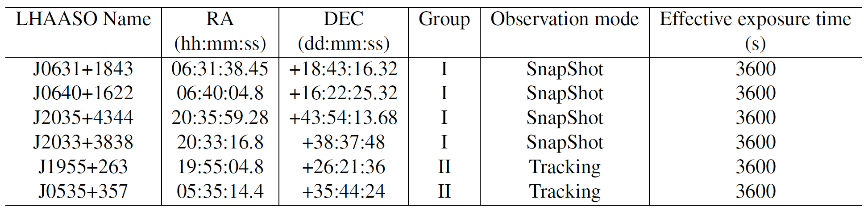 LHAASO Name RA DEC Group Observation mode Effective exposure time
(hh:mm:ss) (dd:mm:ss) (s)
J0631+1843 06:31:38.45 +18:43:16.32 I SnapShot 3600
J0640+1622 06:40:04.8 +16:22:25.32 I SnapShot 3600
J2035+4344 20:35:59.28 +43:54:13.68 I SnapShot 3600
J2033+3838 20:33:16.8 +38:37:48 I SnapShot 3600
J1955+263 19:55:04.8 +26:21:36 II Tracking 3600
J0535+357 05:35:14.4 +35:44:24 II Tracking 3600